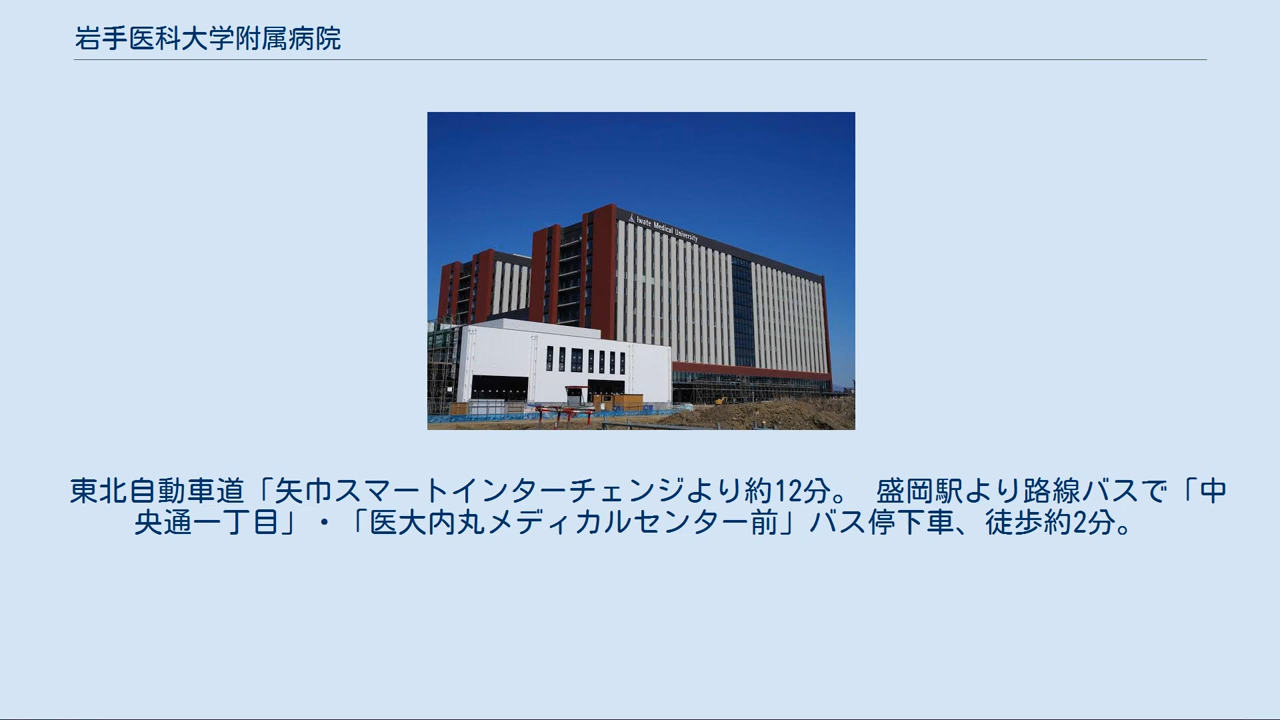 岩手医科大学附属病院
Iwate Medical University
東北自動車道「矢巾スマートインターチェンジより約12分。 盛岡駅より路線バスで「中
央通一丁目」・「医大内丸メディカルセンター前」バス停下車、徒歩約2分。